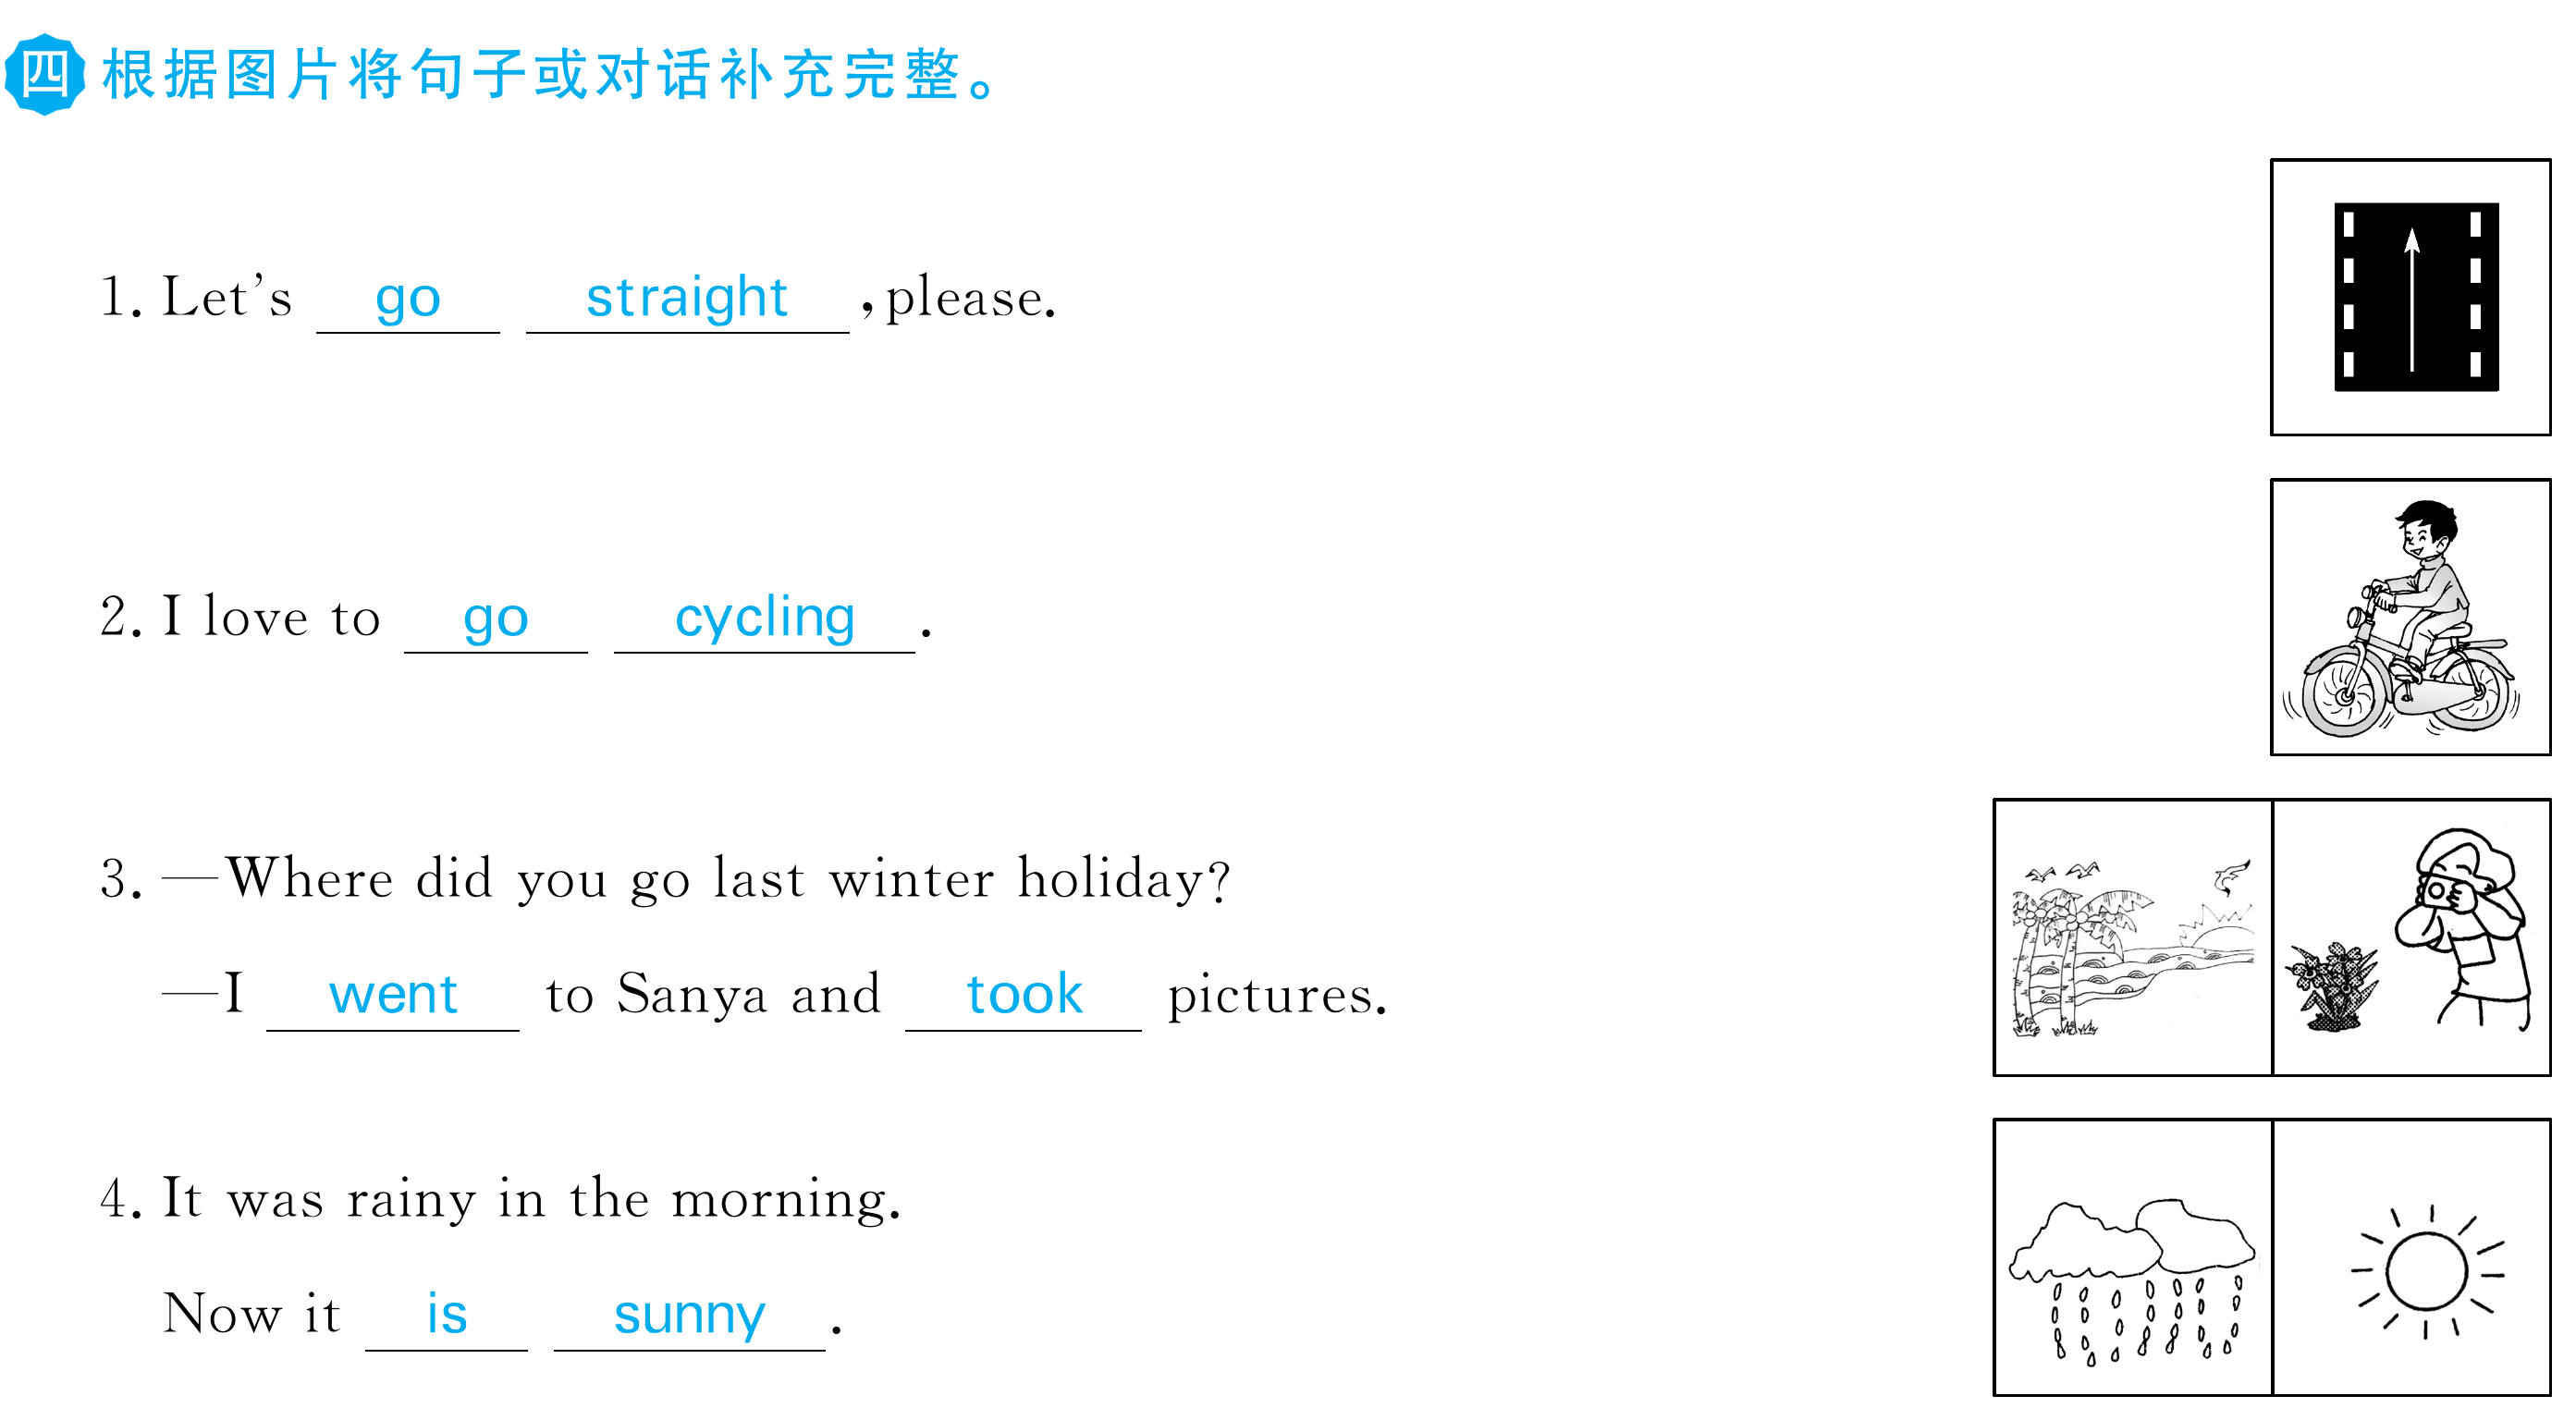 四 根据图片将句子或对话补充完整。
1. Let's go straight ,please.
2. I love to go cycling .
3. —Where did you go last winter holiday?
—I went to Sanya and took pictures.
4. It was rainy in the morning.
Now it is sunny .